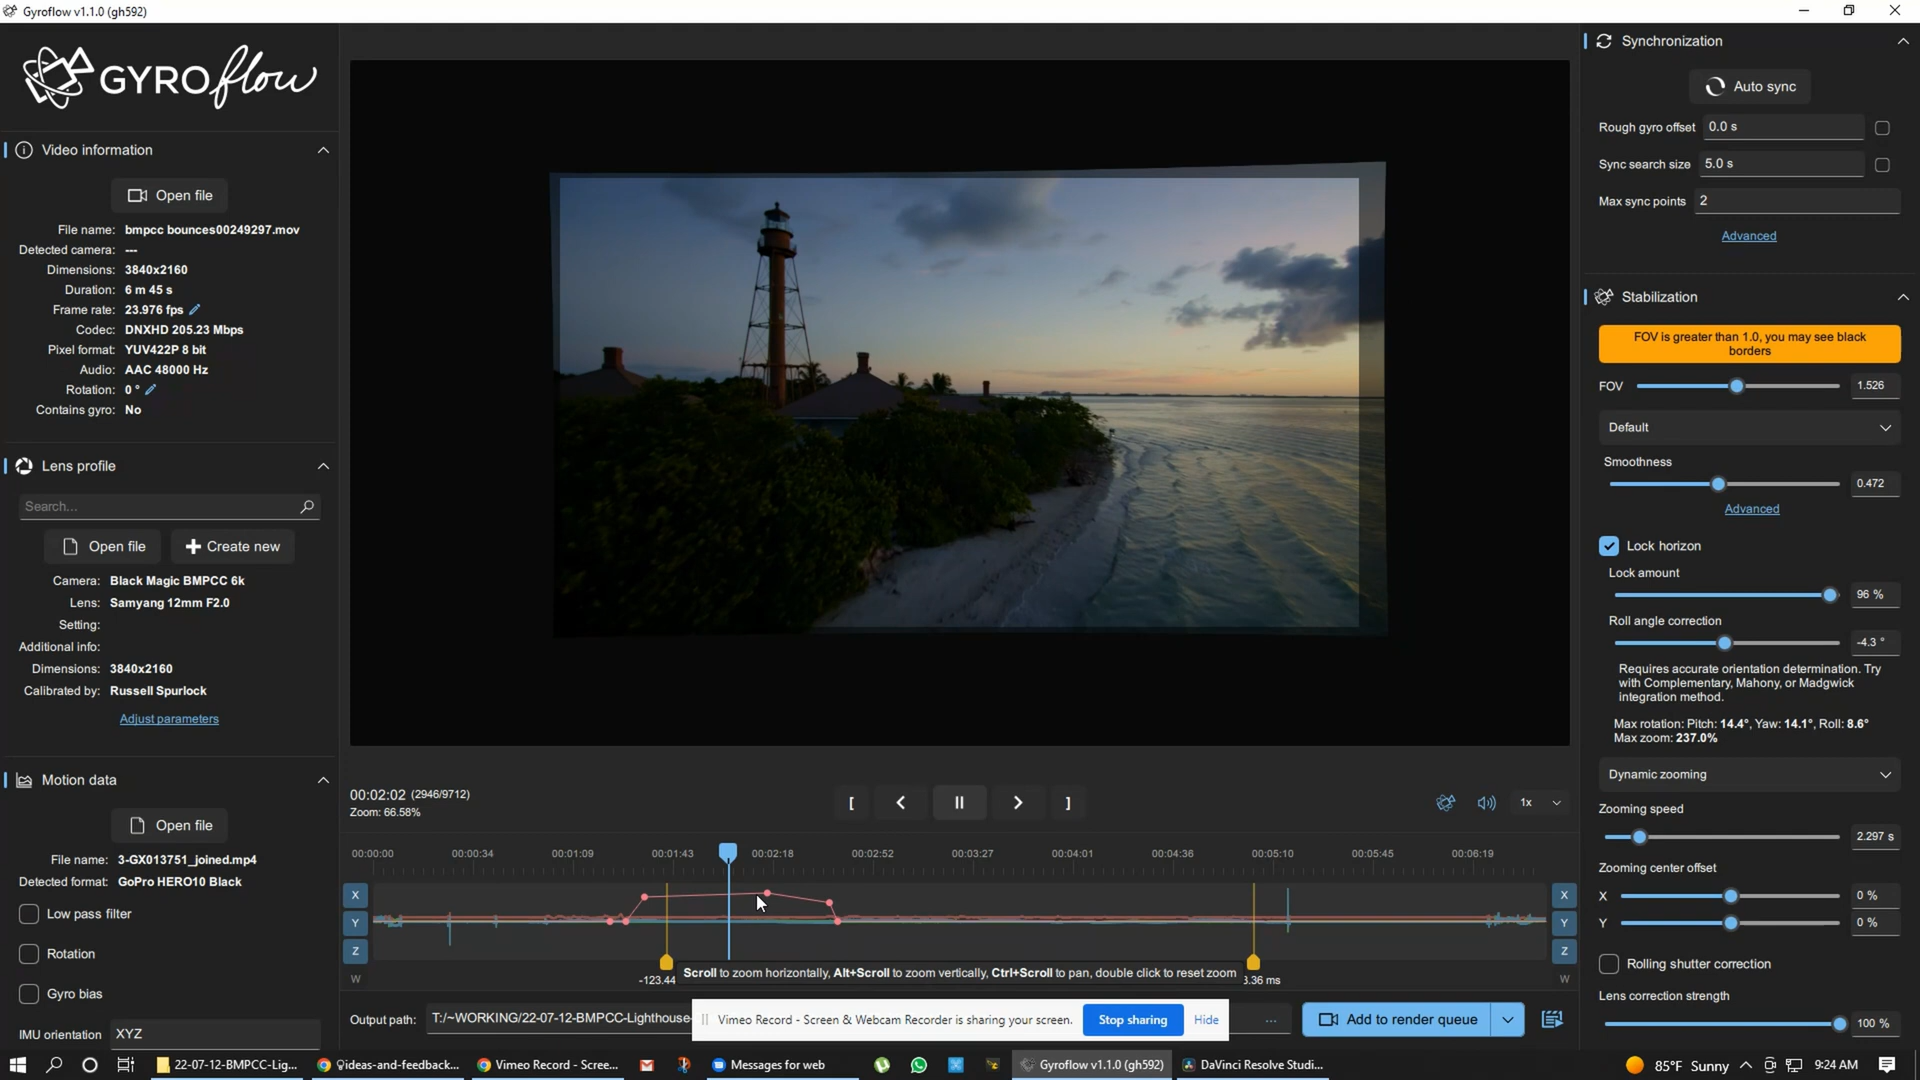 Gyroflow v1.1.0 (gh592)
GYROflow
Video information
Open file
File name: bmpcc bounces00249297.mov
Detected camera: ---
Dimensions: 3840x2160
Duration: 6 m 45 s
Frame rate: 23.976 fps
Codec: DNXHD 205.23 Mbps
Pixel format: YUV422P 8 bit
Audio: AAC 48000 Hz
Rotation: 0 °
Contains gyro: No
Lens profile
Search...
Open file
Create new
Camera: Black Magic BMPCC 6k
Lens: Samyang 12mm F2.0
Setting:
Additional info:
Dimensions: 3840x2160
Calibrated by: Russell Spurlock
Adjust parameters
Motion data
Open file
File name: 3-GX013751_joined.mp4
Detected format: GoPro HERO10 Black
Low pass filter
Rotation
Gyro bias
IMU orientation XYZ
00:02:02 (2946/9712)
Zoom: 66.58%
[
]
1x
00:00:00 00:00:34 00:01:09 00:01:43 00:02:18 00:02:52 00:03:27 00:04:01 00:04:36 00:05:10 00:05:45 00:06:19
X X
Y Y
Z Z
W W
-123.44
Scroll to zoom horizontally, Alt+Scroll to zoom vertically, Ctrl+Scroll to pan, double click to reset zoom
3.36 ms
Output path: T:/~WORKING/22-07-12-BMPCC-Lighthouse-
Vimeo Record - Screen & Webcam Recorder is sharing your screen.
Stop sharing
Hide
...
Add to render queue
Synchronization
Auto sync
Rough gyro offset 0.0 s
Sync search size 5.0 s
Max sync points 2
Advanced
Stabilization
FOV is greater than 1.0, you may see black
borders
FOV 1.526
Default
Smoothness
0.472
Advanced
Lock horizon
Lock amount
96 %
Roll angle correction
-4.3 °
Requires accurate orientation determination. Try
with Complementary, Mahony, or Madgwick
integration method.
Max rotation: Pitch: 14.4°, Yaw: 14.1°, Roll: 8.6°
Max zoom: 237.0%
Dynamic zooming
Zooming speed
2.297 s
Zooming center offset
X 0 %
Y 0 %
Rolling shutter correction
Lens correction strength
100 %
22-07-12-BMPCC-Lig...
ideas-and-feedback...
Vimeo Record - Scree...
Messages for web
Gyroflow v1.1.0 (gh592)
DaVinci Resolve Studi...
85°F Sunny
9:24 AM